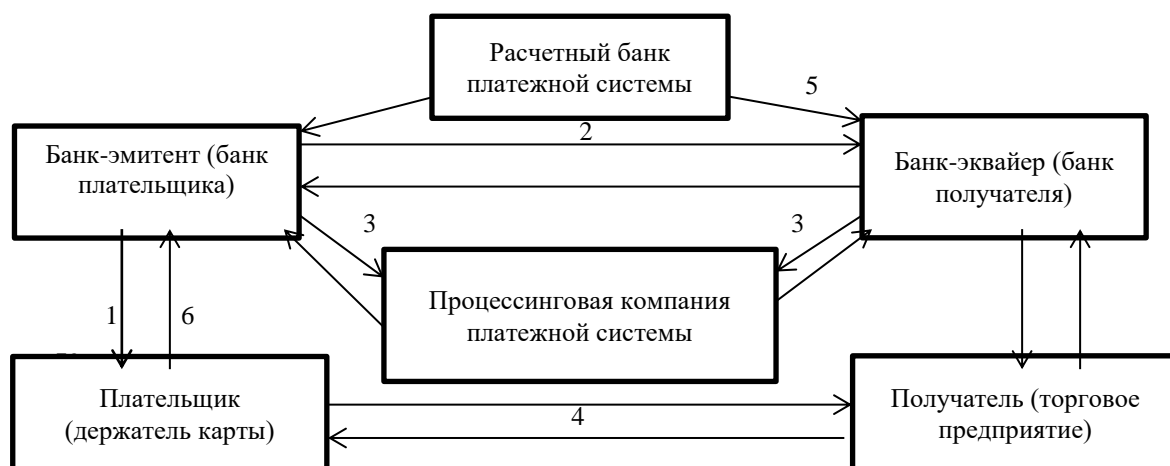 Расчетный банк
платежной системы
5
2
Банк-эмитент (банк
плательщика)
Банк-эквайер (банк
получателя)
3
3
Процессинговая компания
платежной системы
1
6
Плательщик
(держатель карты)
4
Получатель (торговое
предприятие)